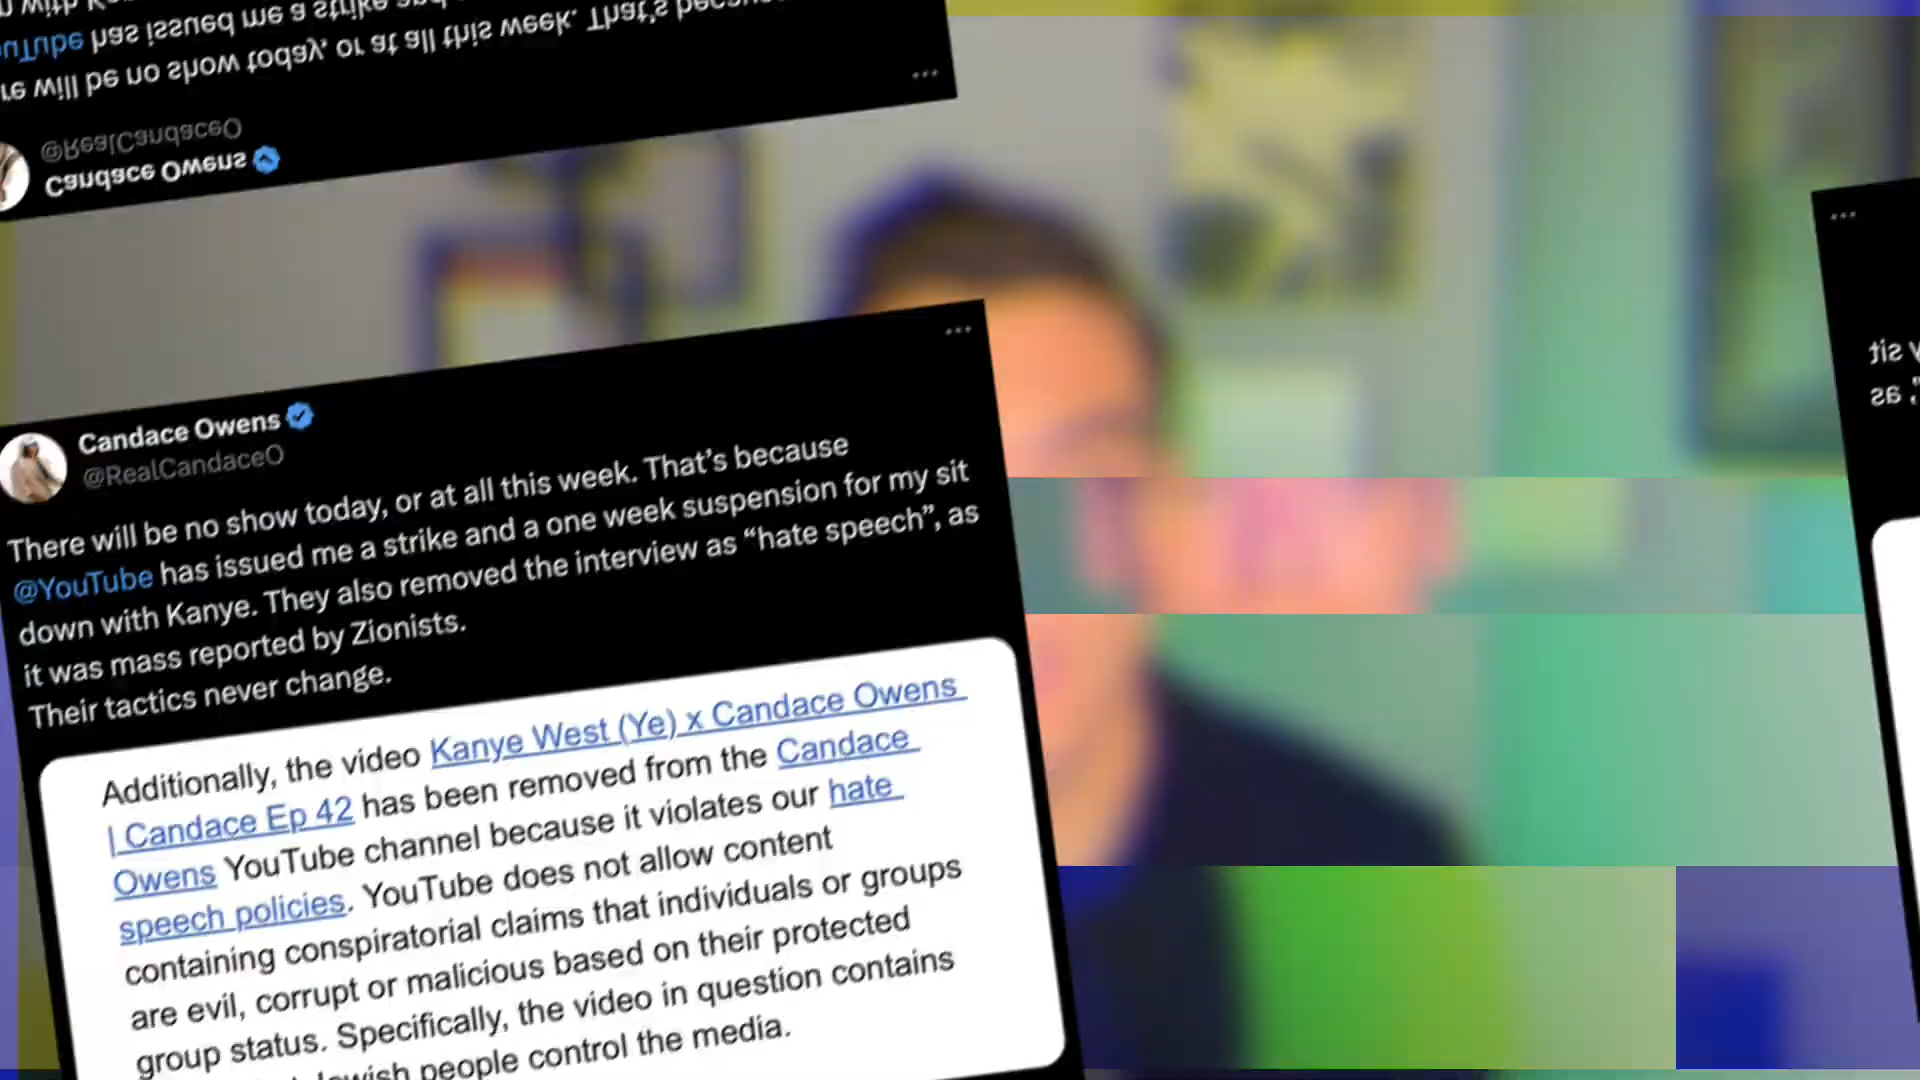 uTube has issued me a strike and
re will be no show today, or at all this week. That's
@RealCandaceO
Candace Owens
Candace Owens
@RealCandaceO
There will be no show today, or at all this week. That's because
@YouTube has issued me a strike and a one week suspension for my sit
down with Kanye. They also removed the interview as “hate speech”, as
it was mass reported by Zionists.
Their tactics never change.
Additionally, the video Kanye West (Ye) x Candace Owens
| Candace Ep 42 has been removed from the Candace
Owens YouTube channel because it violates our hate
speech policies. YouTube does not allow content
containing conspiratorial claims that individuals or groups
are evil, corrupt or malicious based on their protected
group status. Specifically, the video in question contains
people control the media.
sit
", as